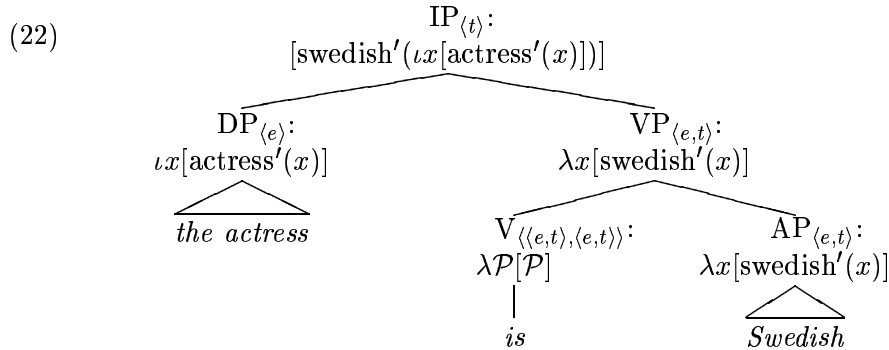 (22)
IP⟨t⟩:
[swedish′(ιx[actress′(x)])]
DP⟨e⟩: VP⟨e,t⟩:
ιx[actress′(x)] λx[swedish′(x)]
the actress
V⟨⟨e,t⟩,⟨e,t⟩⟩: AP⟨e,t⟩:
λ𝒫[𝒫] λx[swedish′(x)]
is Swedish